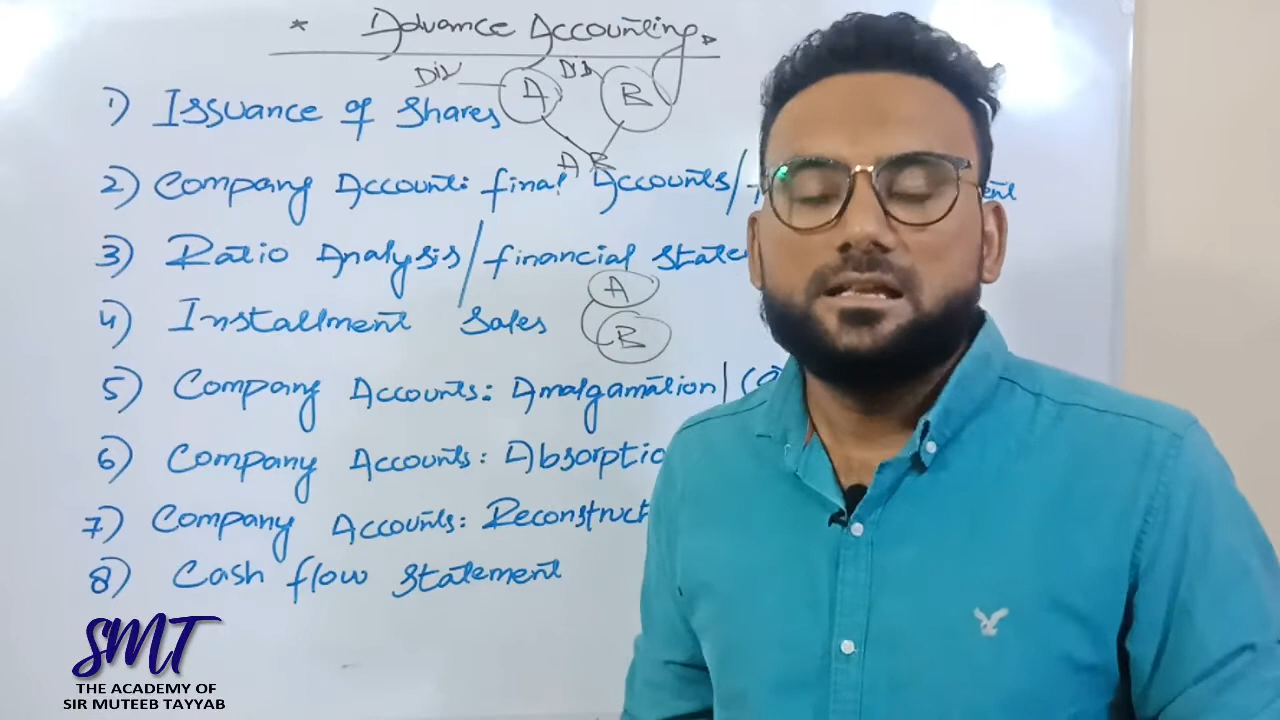 * Advance Accounting
Div A Div B
1) Issuance of Shares
A B
2) Company Account: final Accounts/
3) Ratio Analysis/financial State
A
4) Installment Sales
B
5) Company Accounts: Amalgamation/
6) Company Accounts: Absorptio
7) Company Accounts: Reconstruct
8) Cash flow Statement
SMT
THE ACADEMY OF
SIR MUTEEB TAYYAB